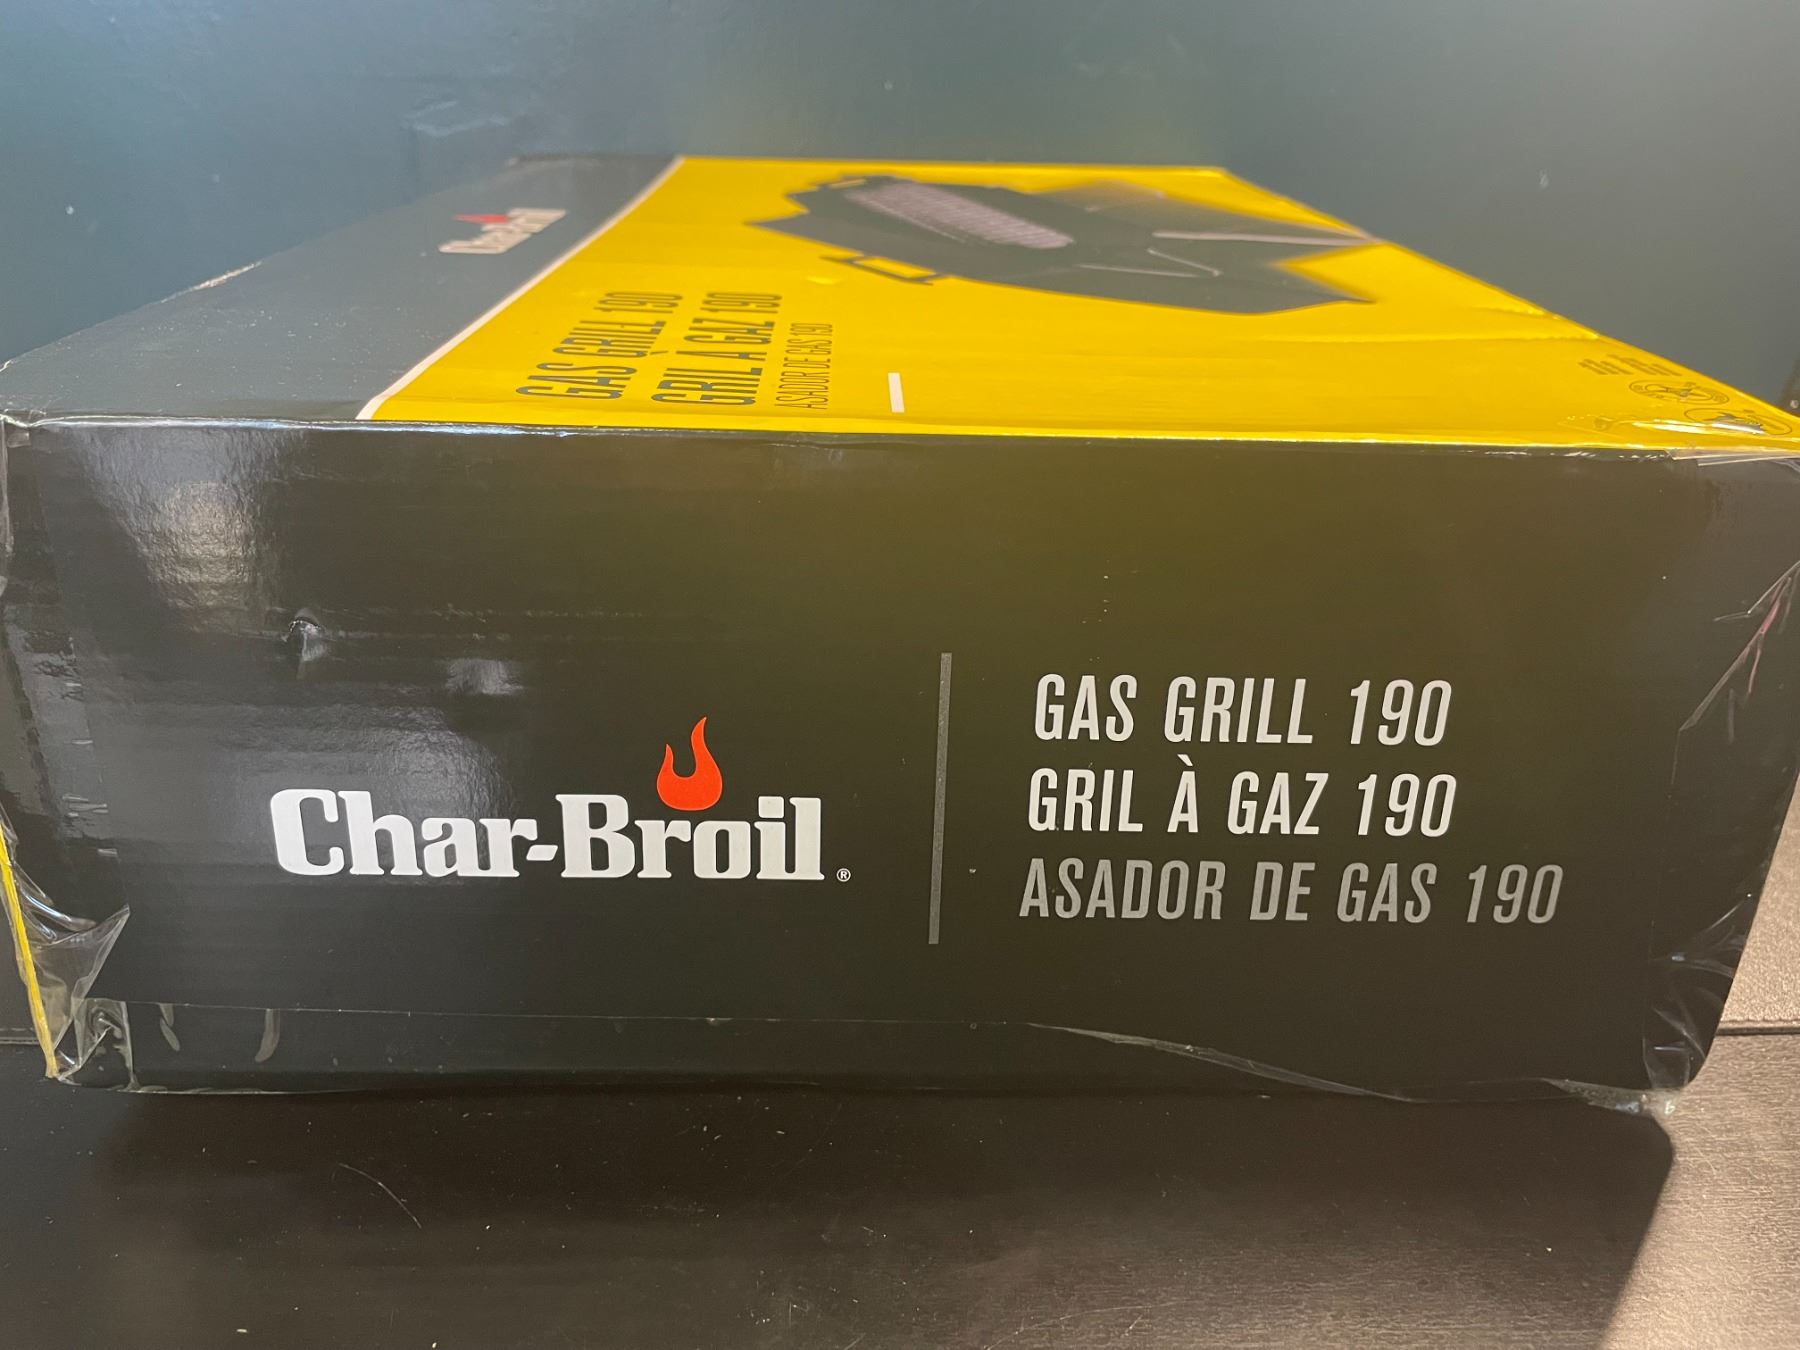 Char-Broil
GAS GRILL 190
GRIL À GAZ 190
ASADOR DE GAS 190
Char-Broil®
GAS GRILL 190
GRIL À GAZ 190
ASADOR DE GAS 190